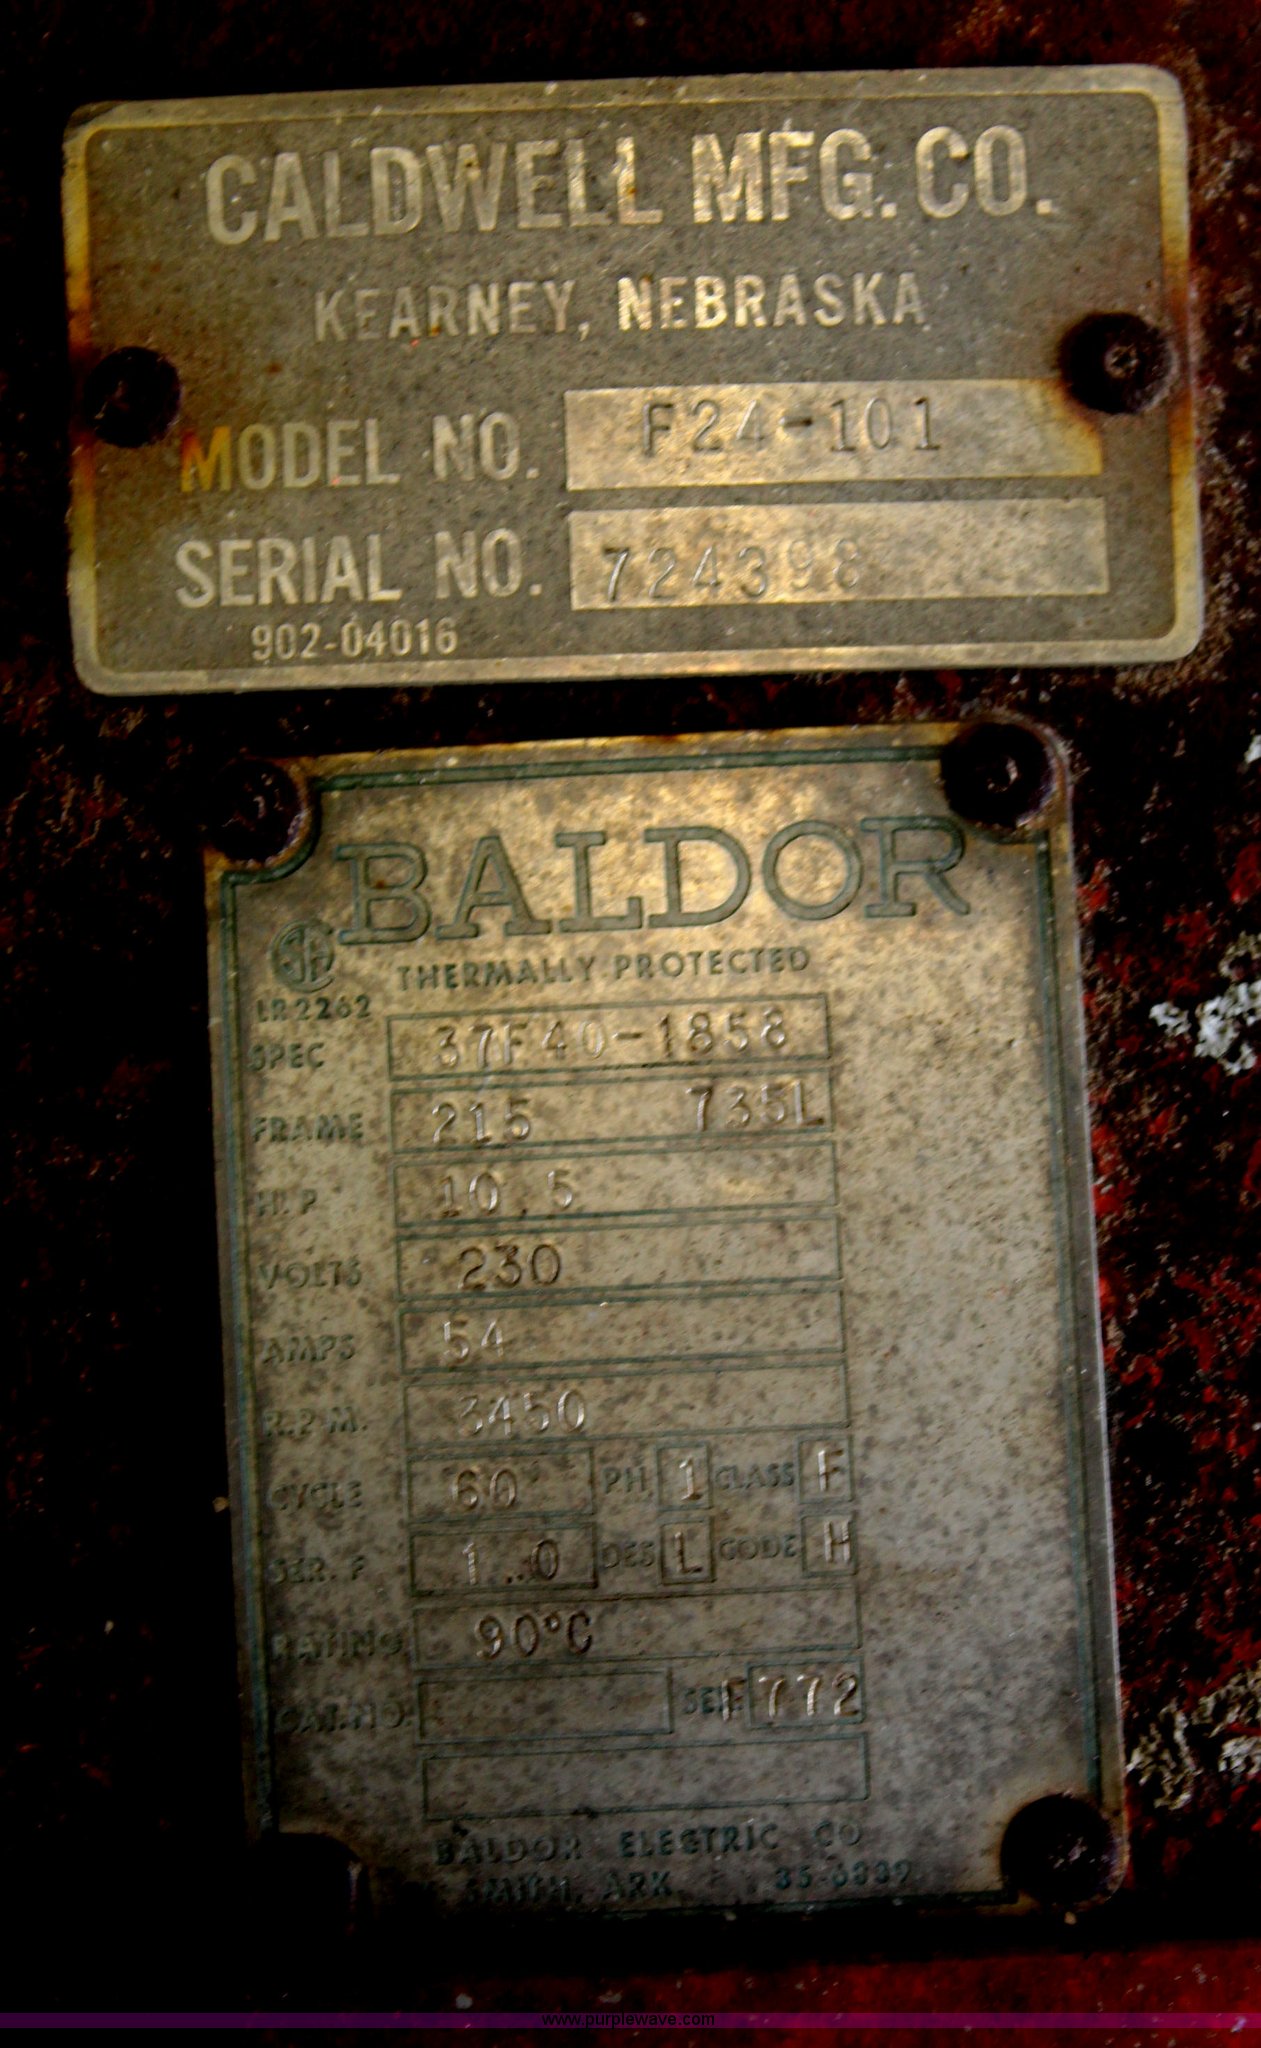 CALDWELL MFG. CO.
KEARNEY, NEBRASKA
MODEL NO. F24-101
SERIAL NO. 724398
902-04016
BALDOR
SA
THERMALLY PROTECTED
LR2262
SPEC 37F40-1858
FRAME 215 735L
H.P 10.5
VOLTS 230
AMPS 54
R.P.M. 3450
CYCLE 60 PH. 1 CLASS F
SER. F 1.0 DES L CODE H
RATING 90°C
CAT.NO. SER. F772
BALDOR ELECTRIC CO
SMITH, ARK.
www.purplewave.com